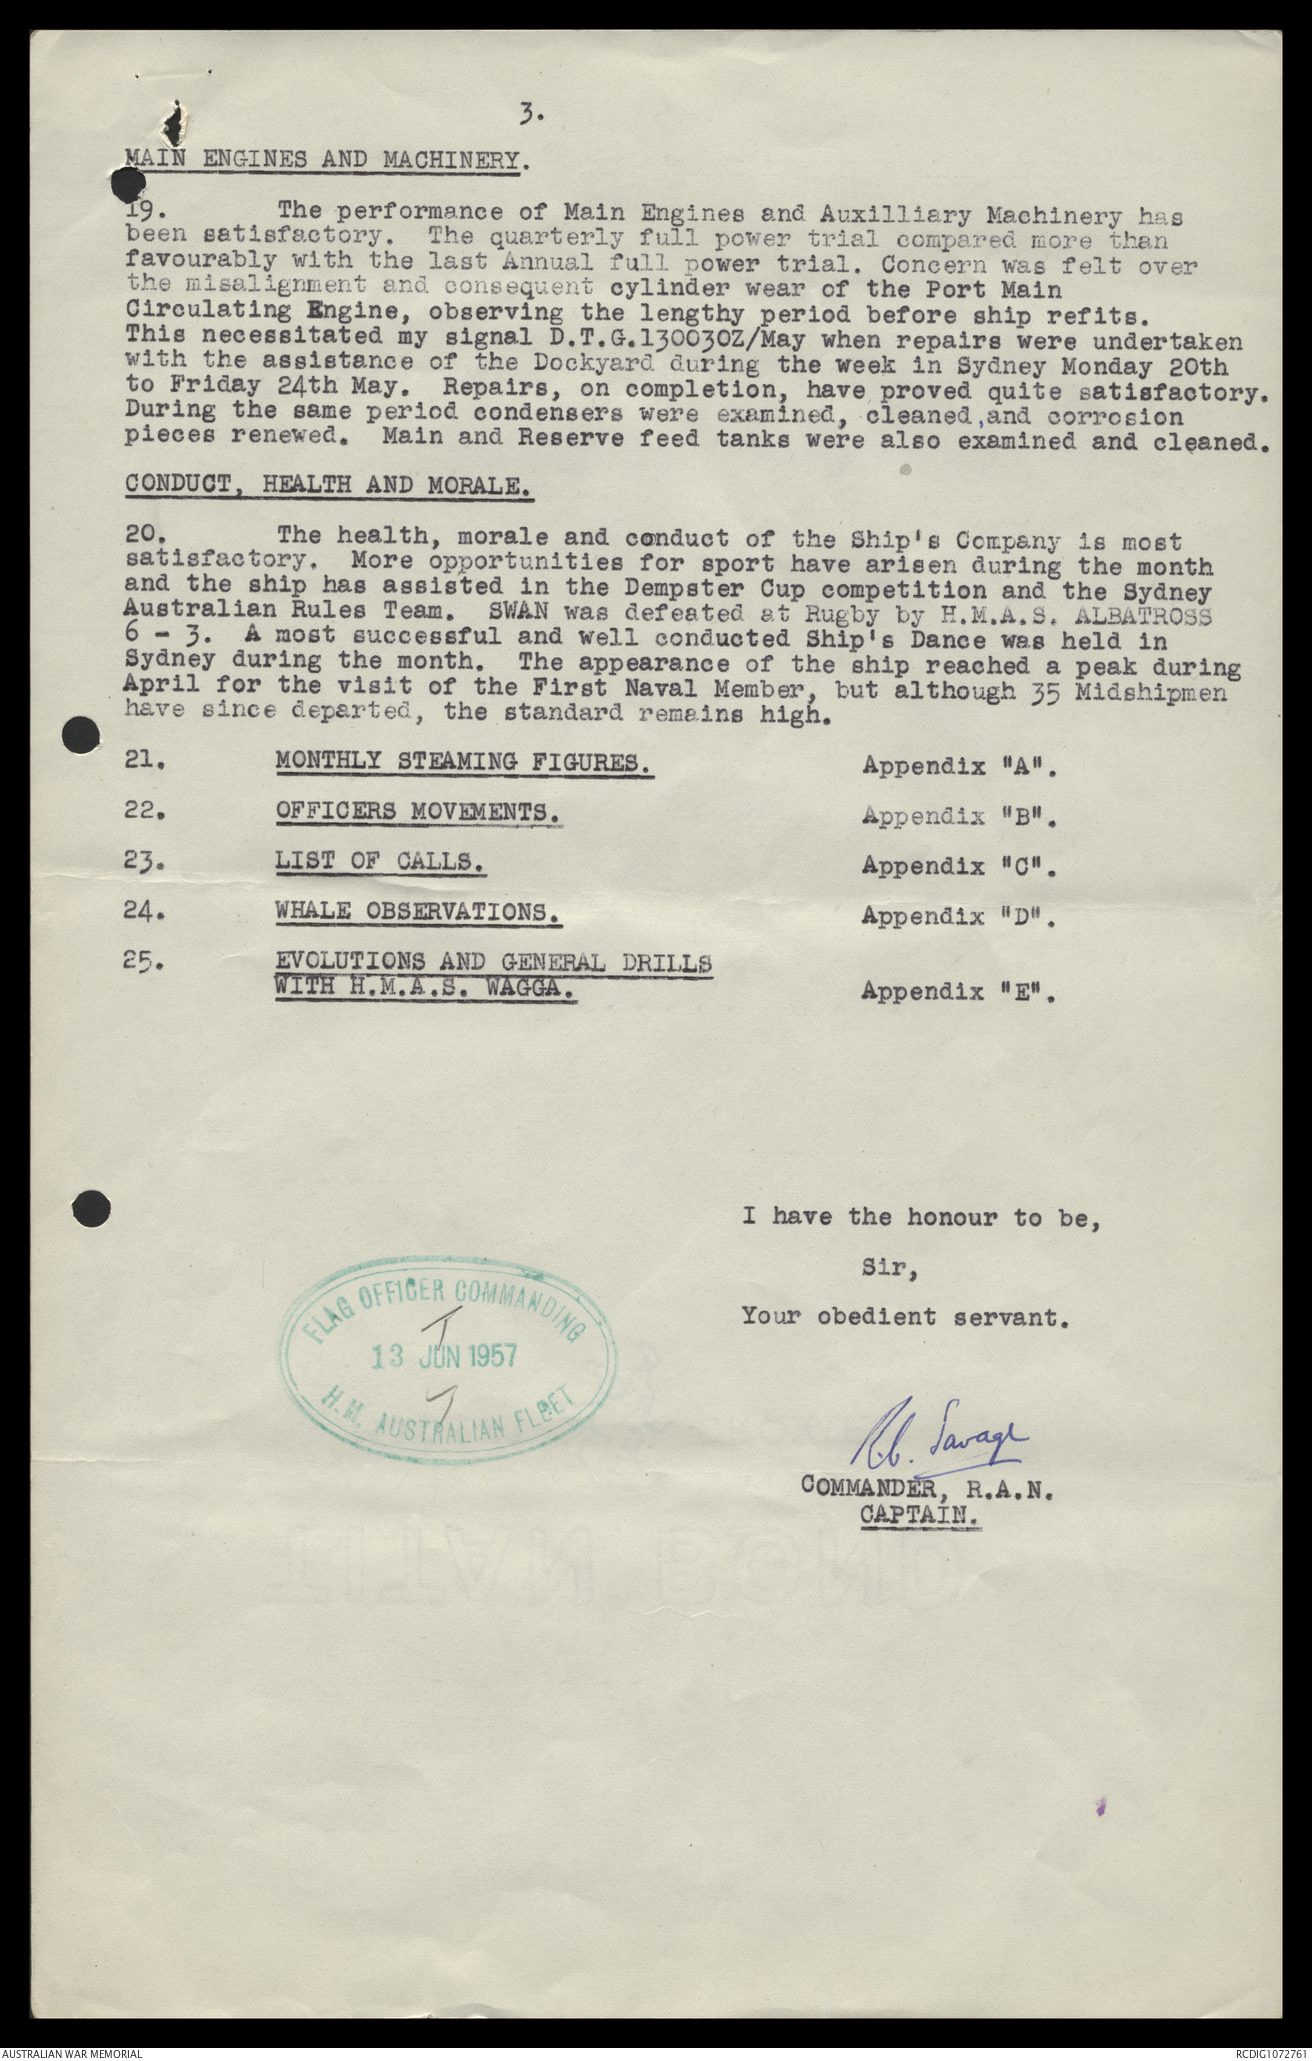 3.
MAIN ENGINES AND MACHINERY.
19. The performance of Main Engines and Auxilliary Machinery has
been satisfactory. The quarterly full power trial compared more than
favourably with the last Annual full power trial. Concern was felt over
the misalignment and consequent cylinder wear of the Port Main
Circulating Engine, observing the lengthy period before ship refits.
This necessitated my signal D.T.G.130030Z/May when repairs were undertaken
with the assistance of the Dockyard during the week in Sydney Monday 20th
to Friday 24th May. Repairs, on completion, have proved quite satisfactory.
During the same period condensers were examined, cleaned,and corrosion
pieces renewed. Main and Reserve feed tanks were also examined and cleaned.
CONDUCT, HEALTH AND MORALE.
20. The health, morale and conduct of the Ship's Company is most
satisfactory. More opportunities for sport have arisen during the month
and the ship has assisted in the Dempster Cup competition and the Sydney
Australian Rules Team. SWAN was defeated at Rugby by H.M.A.S. ALBATROSS
6 - 3. A most successful and well conducted Ship's Dance was held in
Sydney during the month. The appearance of the ship reached a peak during
April for the visit of the First Naval Member, but although 35 Midshipmen
have since departed, the standard remains high.
21. MONTHLY STEAMING FIGURES. Appendix "A".
22. OFFICERS MOVEMENTS. Appendix "B".
23. LIST OF CALLS. Appendix "C".
24. WHALE OBSERVATIONS. Appendix "D".
25. EVOLUTIONS AND GENERAL DRILLS
WITH H.M.A.S. WAGGA. Appendix "E".
I have the honour to be,
Sir,
Your obedient servant.
FLAG OFFICER COMMANDING
13 JUN 1957
H.M. AUSTRALIAN FLEET
Savage
COMMANDER, R.A.N.
CAPTAIN.
AUSTRALIAN WAR MEMORIAL
RCDIG1072761